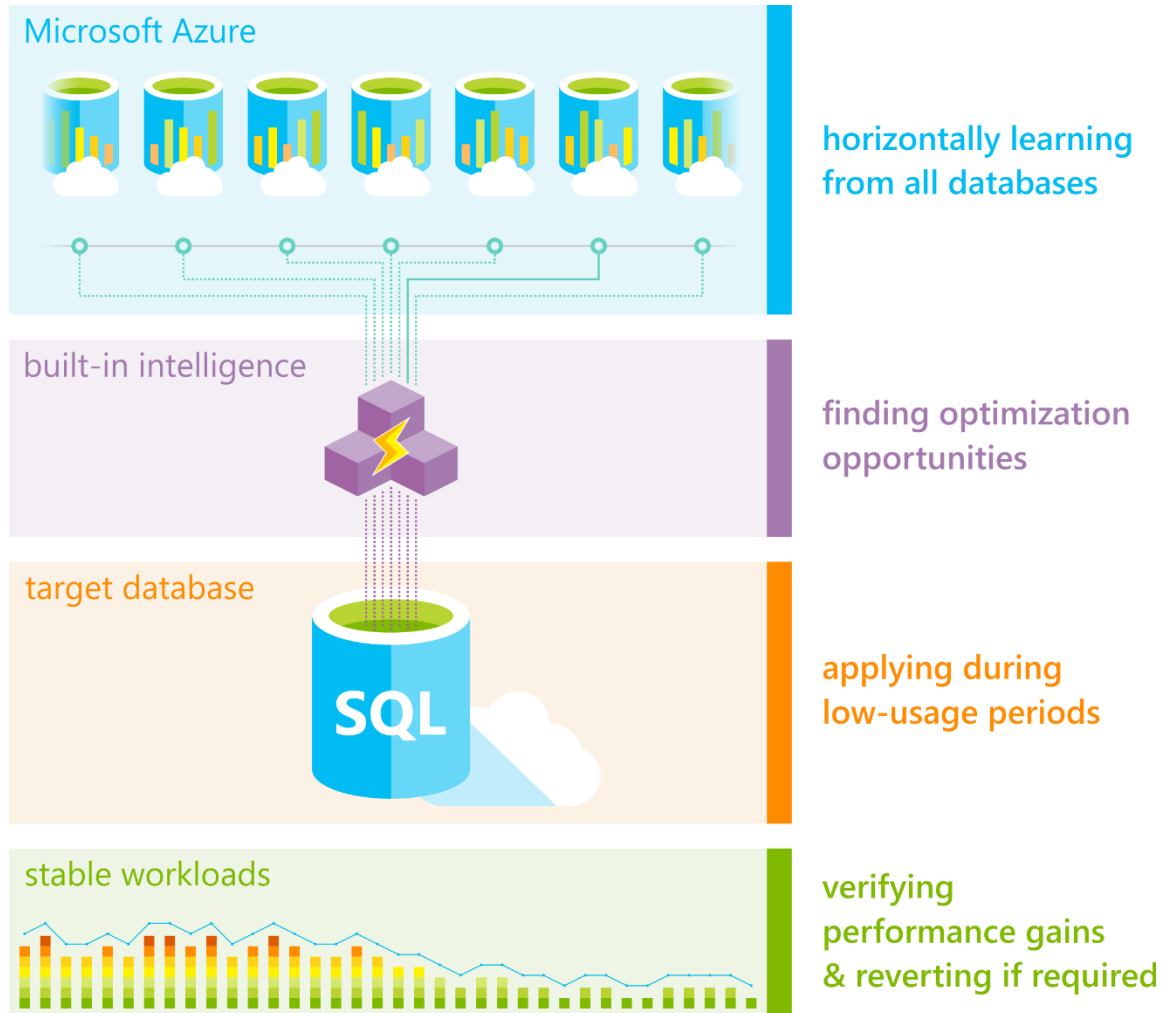 Microsoft Azure
horizontally learning
from all databases
built-in intelligence
finding optimization
opportunities
target database
SQL
applying during
low-usage periods
stable workloads
verifying
performance gains
& reverting if required